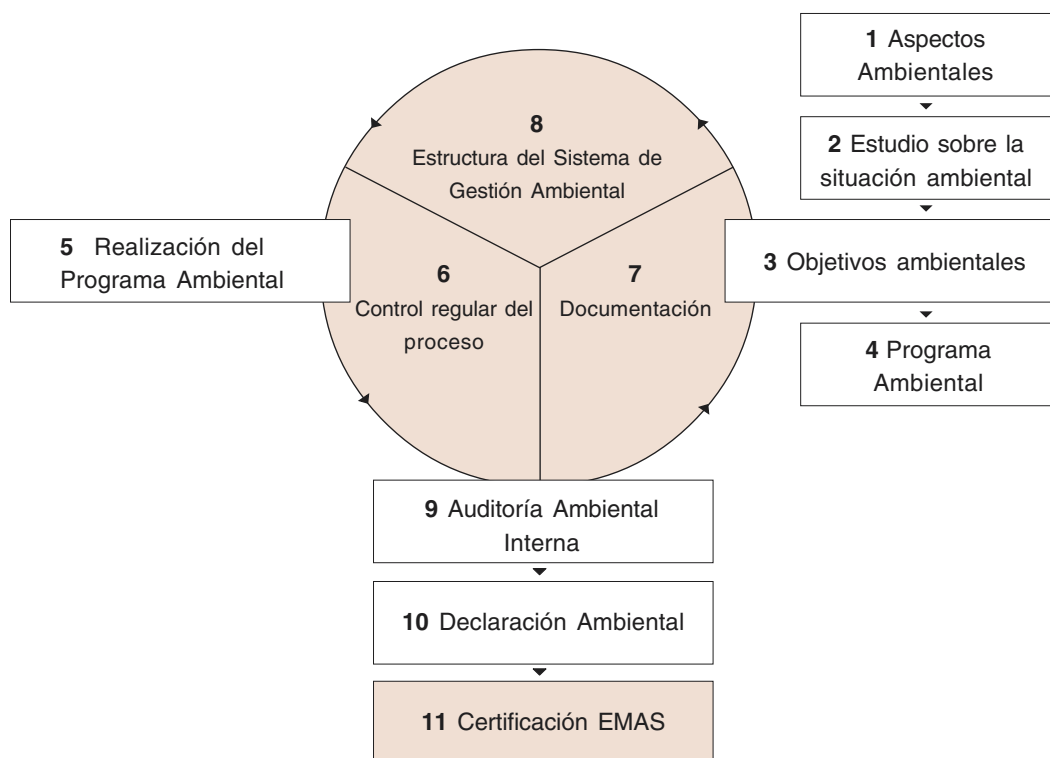 1 Aspectos
Ambientales
2 Estudio sobre la
situación ambiental
3 Objetivos ambientales
4 Programa
Ambiental
5 Realización del
Programa Ambiental
6
Control regular del
proceso
7
Documentación
8
Estructura del Sistema de
Gestión Ambiental
9 Auditoría Ambiental
Interna
10 Declaración Ambiental
11 Certificación EMAS